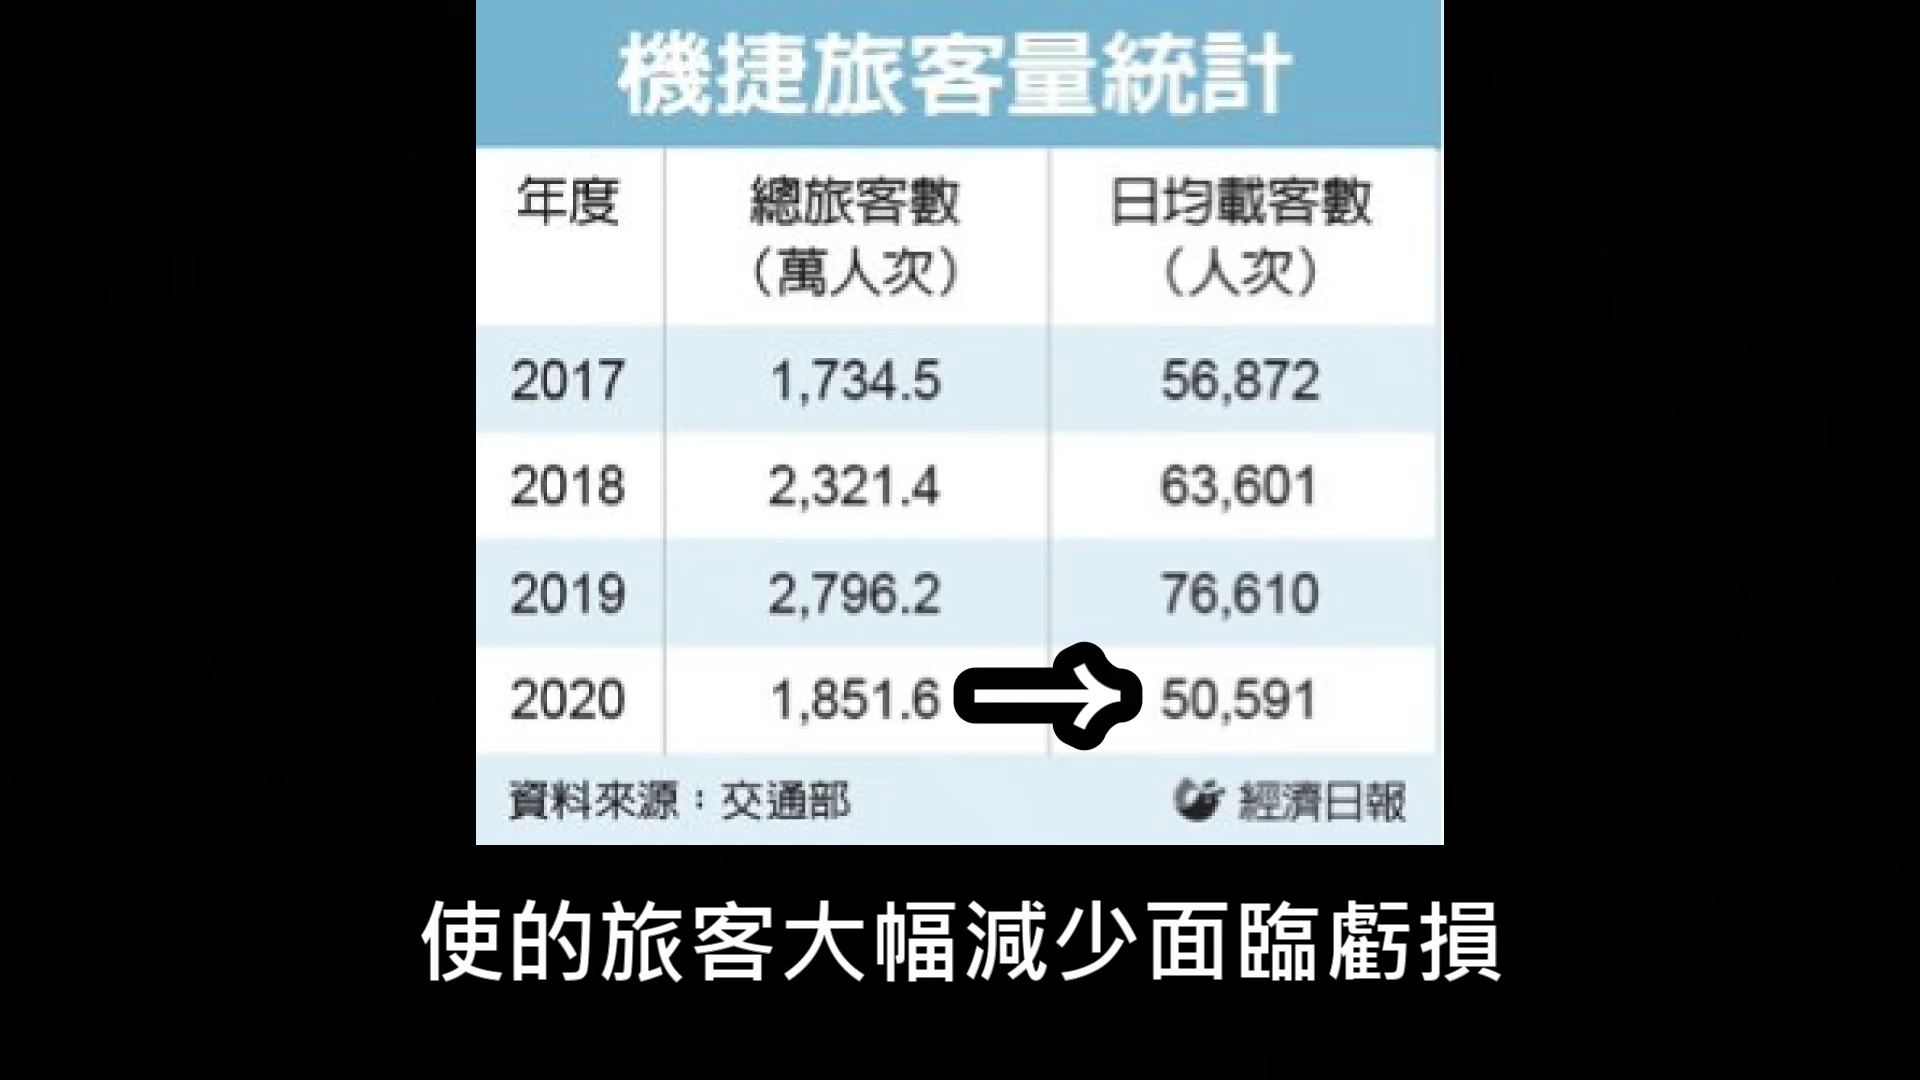 機捷旅客量統計
年度 總旅客數 日均載客數
（萬人次） （人次）
2017 1,734.5 56,872
2018 2,321.4 63,601
2019 2,796.2 76,610
2020 1,851.6 50,591
資料來源：交通部 經濟日報
使的旅客大幅減少面臨虧損